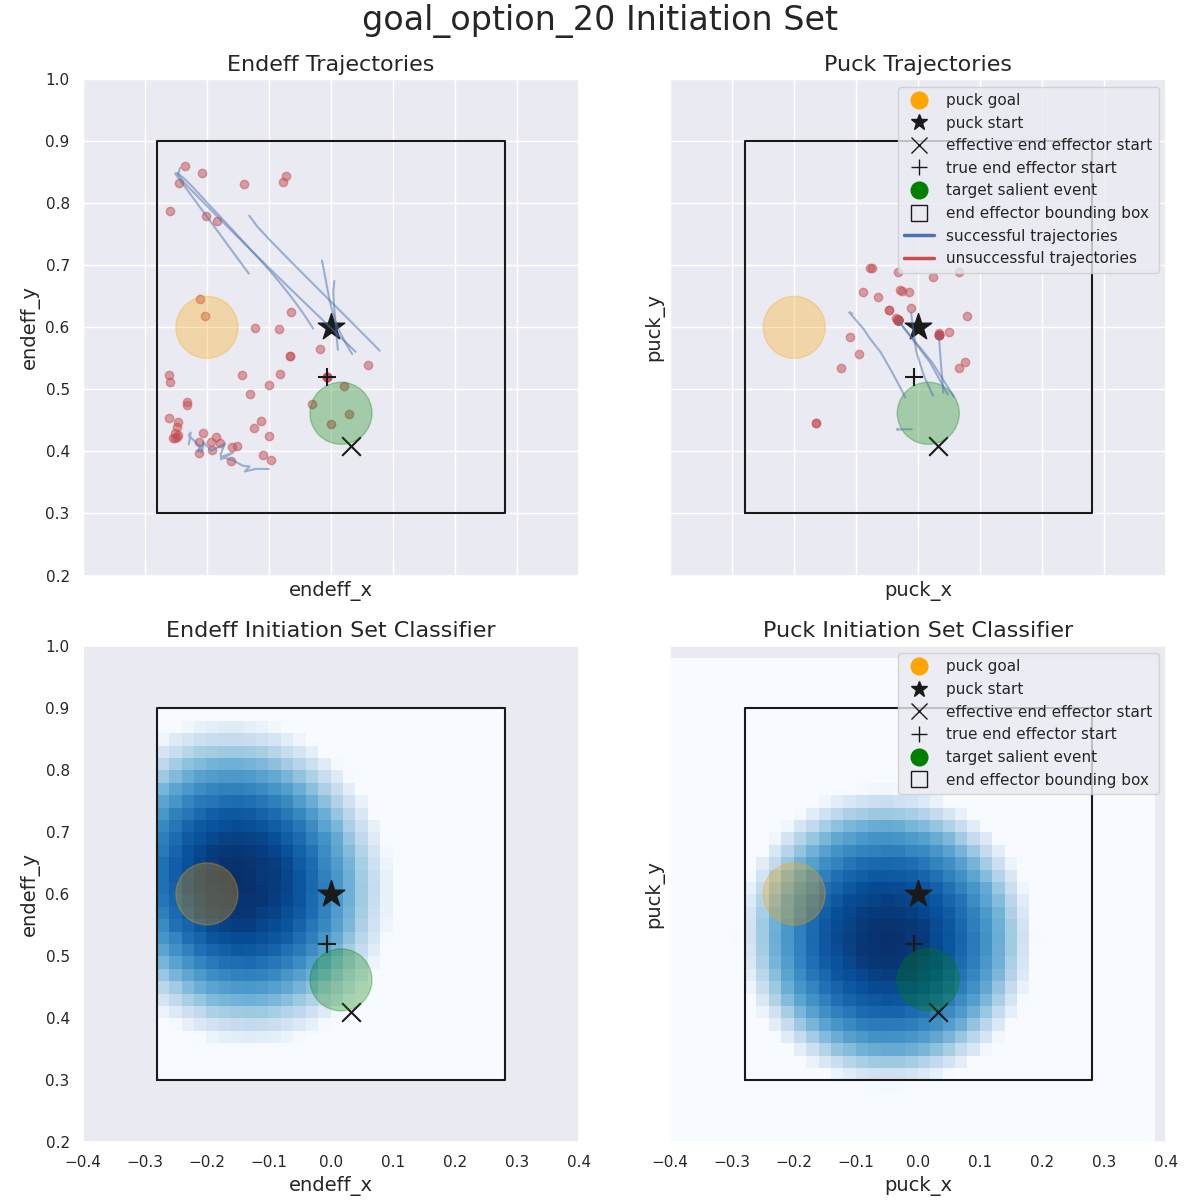 goal_option_20 Initiation Set
Endeff Trajectories
Puck Trajectories
1.0
0.9
0.8
0.7
0.6
0.5
0.4
0.3
0.2
endeff_y
endeff_x
puck_y
puck_x
puck goal
puck start
effective end effector start
true end effector start
target salient event
end effector bounding box
successful trajectories
unsuccessful trajectories
Endeff Initiation Set Classifier
Puck Initiation Set Classifier
1.0
0.9
0.8
0.7
0.6
0.5
0.4
0.3
0.2
endeff_y
−0.4 −0.3 −0.2 −0.1 0.0 0.1 0.2 0.3 0.4
endeff_x
puck_y
puck goal
puck start
effective end effector start
true end effector start
target salient event
end effector bounding box
−0.4 −0.3 −0.2 −0.1 0.0 0.1 0.2 0.3 0.4
puck_x